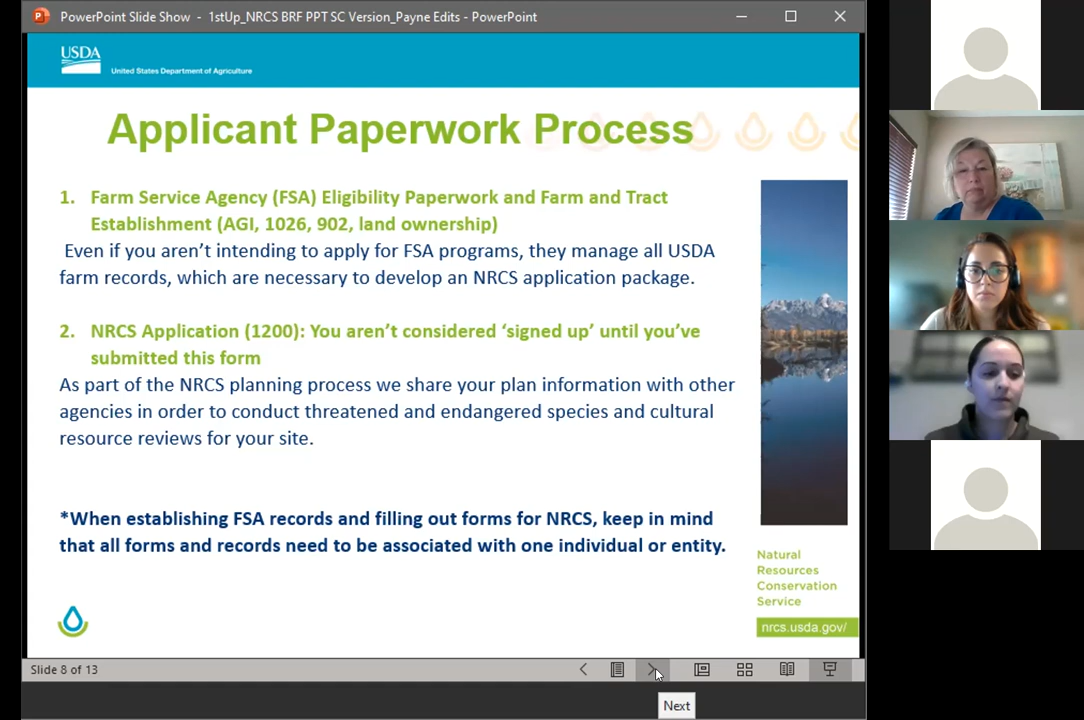 PowerPoint Slide Show - 1stUp_NRCS BRF PPT SC Version_Payne Edits - PowerPoint
USDA
United States Department of Agriculture
Applicant Paperwork Process
1. Farm Service Agency (FSA) Eligibility Paperwork and Farm and Tract
Establishment (AGI, 1026, 902, land ownership)
Even if you aren't intending to apply for FSA programs, they manage all USDA
farm records, which are necessary to develop an NRCS application package.
2. NRCS Application (1200): You aren't considered 'signed up' until you've
submitted this form
As part of the NRCS planning process we share your plan information with other
agencies in order to conduct threatened and endangered species and cultural
resource reviews for your site.
*When establishing FSA records and filling out forms for NRCS, keep in mind
that all forms and records need to be associated with one individual or entity.
Natural
Resources
Conservation
Service
nrcs.usda.gov/
Slide 8 of 13
Next